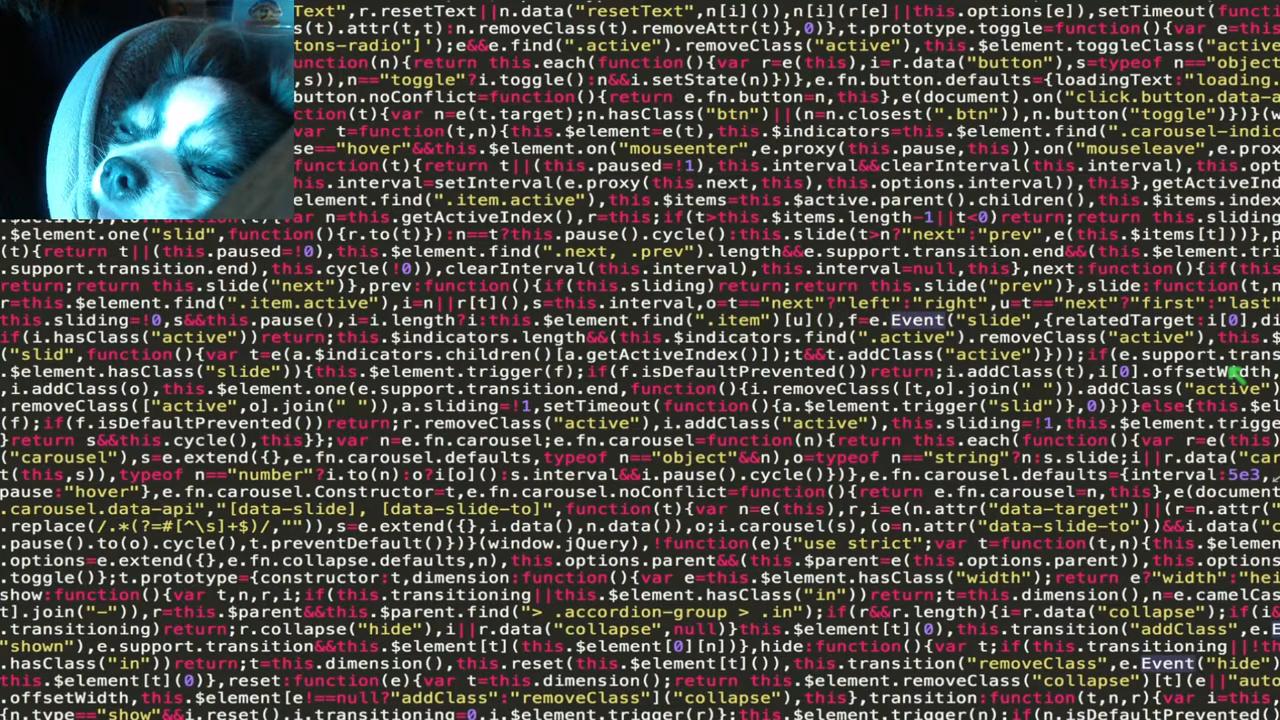 Text",r.resetText||n.data("resetText",n[i]()),n[i](r[e]||this.options[e]),setTimeout(functi
(t).attr(t,t):n.removeClass(t).removeAttr(t)},0)},t.prototype.toggle=function(){var e=this.
tons-radio"]');e&&e.find(".active").removeClass("active"),this.$element.toggleClass("active
unction(n){return this.each(function(){var r=e(this),i=r.data("button"),s=typeof n=="object
,s)),n=="toggle"?i.toggle():n&&i.setState(n)})},e.fn.button.defaults={loadingText:"loading.
button.noConflict=function(){return e.fn.button=n,this},e(document).on("click.button.data-a
(t){var n=e(t.target);n.hasClass("btn")||(n=n.closest(".btn")),n.button("toggle")})}(w
var t=function(t,n){this.$element=e(t),this.$indicators=this.$element.find(".carousel-indic
se=="hover"&&this.$element.on("mouseenter",e.proxy(this.pause,this)).on("mouseleave",e.prox
function(t){return t||(this.paused=!1),this.interval&&clearInterval(this.interval),this.opt
his.interval=setInterval(e.proxy(this.next,this),this.options.interval)),this},getActiveInd
element.find(".item.active"),this.$items=this.$active.parent().children(),this.$items.index
.$active)},to:function(t){var n=this.getActiveIndex(),r=this;if(t>this.$items.length-1||t<0)return;return this.sliding
.$element.one("slid",function(){r.to(t)}):n==t?this.pause().cycle():this.slide(t>n?"next":"prev",e(this.$items[t]))},p
(t){return t||(this.paused=!0),this.$element.find(".next, .prev").length&&e.support.transition.end&&(this.$element.tri
.support.transition.end),this.cycle(!0)),clearInterval(this.interval),this.interval=null,this},next:function(){if(this
return;return this.slide("next")},prev:function(){if(this.sliding)return;return this.slide("prev")},slide:function(t,n
r=this.$element.find(".item.active"),i=n||r[t](),s=this.interval,o=t=="next"?"left":"right",u=t=="next"?"first":"last"
this.sliding=!0,s&&this.pause(),i=i.length?i:this.$element.find(".item")[u](),f=e.Event("slide",{relatedTarget:i[0],di
if(i.hasClass("active"))return;this.$indicators.length&&(this.$indicators.find(".active").removeClass("active"),this.$
("slid",function(){var t=e(a.$indicators.children()[a.getActiveIndex()]);t&&t.addClass("active")}));if(e.support.trans
.$element.hasClass("slide")){this.$element.trigger(f);if(f.isDefaultPrevented())return;i.addClass(t),i[0].offsetWidth,
,i.addClass(o),this.$element.one(e.support.transition.end,function(){i.removeClass([t,o].join(" ")).addClass("active")
.removeClass(["active",o].join(" ")),a.sliding=!1,setTimeout(function(){a.$element.trigger("slid")},0)})}else{this.$el
(f);if(f.isDefaultPrevented())return;r.removeClass("active"),i.addClass("active"),this.sliding=!1,this.$element.trigge
}return s&&this.cycle(),this}};var n=e.fn.carousel;e.fn.carousel=function(n){return this.each(function(){var r=e(this)
("carousel"),s=e.extend({},e.fn.carousel.defaults,typeof n=="object"&&n),o=typeof n=="string"?n:s.slide;i||r.data("car
t(this,s)),typeof n=="number"?i.to(n):o?i[o]():s.interval&&i.pause().cycle()})},e.fn.carousel.defaults={interval:5e3,
pause:"hover"},e.fn.carousel.Constructor=t,e.fn.carousel.noConflict=function(){return e.fn.carousel=n,this},e(document
.carousel.data-api","[data-slide], [data-slide-to]",function(t){var n=e(this),r,i=e(n.attr("data-target")||(r=n.attr("
.replace(/.*(?=#[^\s]+$)/,"")),s=e.extend({},i.data(),n.data()),o;i.carousel(s),(o=n.attr("data-slide-to"))&&i.data("c
.pause().to(o).cycle(),t.preventDefault()})}(window.jQuery),!function(e){"use strict";var t=function(t,n){this.$elemen
.options=e.extend({},e.fn.collapse.defaults,n),this.options.parent&&(this.$parent=e(this.options.parent)),this.options
.toggle()};t.prototype={constructor:t,dimension:function(){var e=this.$element.hasClass("width");return e?"width":"hei
show:function(){var t,n,r,i;if(this.transitioning||this.$element.hasClass("in"))return;t=this.dimension(),n=e.camelCas
t].join("-")),r=this.$parent&&this.$parent.find("> .accordion-group > .in");if(r&&r.length){i=r.data("collapse");if(i&
.transitioning)return;r.collapse("hide"),i||r.data("collapse",null)}this.$element[t](0),this.transition("addClass",e.E
"shown"),e.support.transition&&this.$element[t](this.$element[0][n])},hide:function(){var t;if(this.transitioning||!th
.hasClass("in"))return;t=this.dimension(),this.reset(this.$element[t]()),this.transition("removeClass",e.Event("hide")
.$element[t](0)},reset:function(e){var t=this.dimension();return this.$element.removeClass("collapse")[t](e||"auto
.offsetWidth,this.$element[e!==null?"addClass":"removeClass"]("collapse"),this},transition:function(t,n,r){var i=this
n.type=="show"&&i.reset(),i.transitioning=0,i.$element.trigger(r)};this.$element.trigger(n);if(n.isDefaultPrevented()